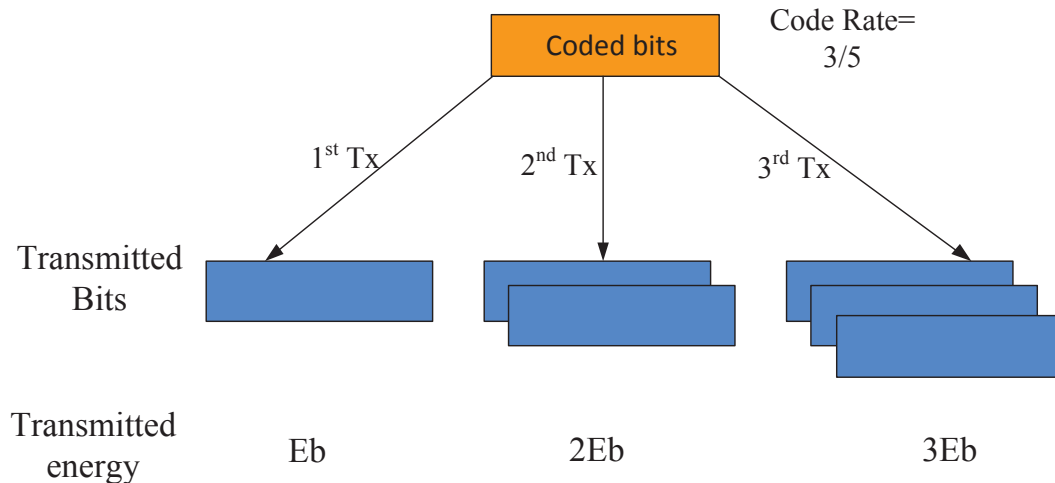 Coded bits
Code Rate=
3/5
1st Tx
2nd Tx
3rd Tx
Transmitted
Bits
Transmitted
energy
Eb
2Eb
3Eb